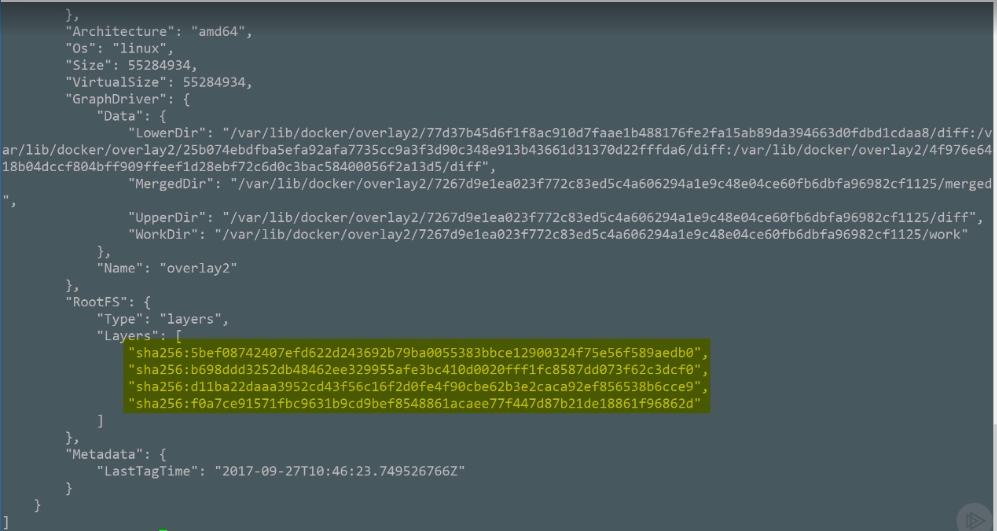 },
"Architecture": "amd64",
"Os": "linux",
"Size": 55284934,
"VirtualSize": 55284934,
"GraphDriver": {
"Data": {
"LowerDir": "/var/lib/docker/overlay2/77d37b45d6f1f8ac910d7faae1b488176fe2fa15ab89da394663d0fdbd1cdaa8/diff:/v
ar/lib/docker/overlay2/25b074ebdfba5efa92afa7735cc9a3f3d90c348e913b43661d31370d22fffda6/diff:/var/lib/docker/overlay2/4f976e64
18b04dccf804bff909ffeef1d28ebf72c6d0c3bac58400056f2a13d5/diff",
"MergedDir": "/var/lib/docker/overlay2/7267d9e1ea023f772c83ed5c4a606294a1e9c48e04ce60fb6dbfa96982cf1125/merged
",
"UpperDir": "/var/lib/docker/overlay2/7267d9e1ea023f772c83ed5c4a606294a1e9c48e04ce60fb6dbfa96982cf1125/diff",
"WorkDir": "/var/lib/docker/overlay2/7267d9e1ea023f772c83ed5c4a606294a1e9c48e04ce60fb6dbfa96982cf1125/work"
},
"Name": "overlay2"
},
"RootFS": {
"Type": "layers",
"Layers": [
"sha256:5bef08742407efd622d243692b79ba0055383bbce12900324f75e56f589aedb0",
"sha256:b698ddd3252db48462ee329955afe3bc410d0020fff1fc8587dd073f62c3dcf0",
"sha256:d11ba22daaa3952cd43f56c16f2d0fe4f90cbe62b3e2caca92ef856538b6cce9",
"sha256:f0a7ce91571fbc9631b9cd9bef8548861acaee77f447d87b21de18861f96862d"
]
},
"Metadata": {
"LastTagTime": "2017-09-27T10:46:23.749526766Z"
}
}
]